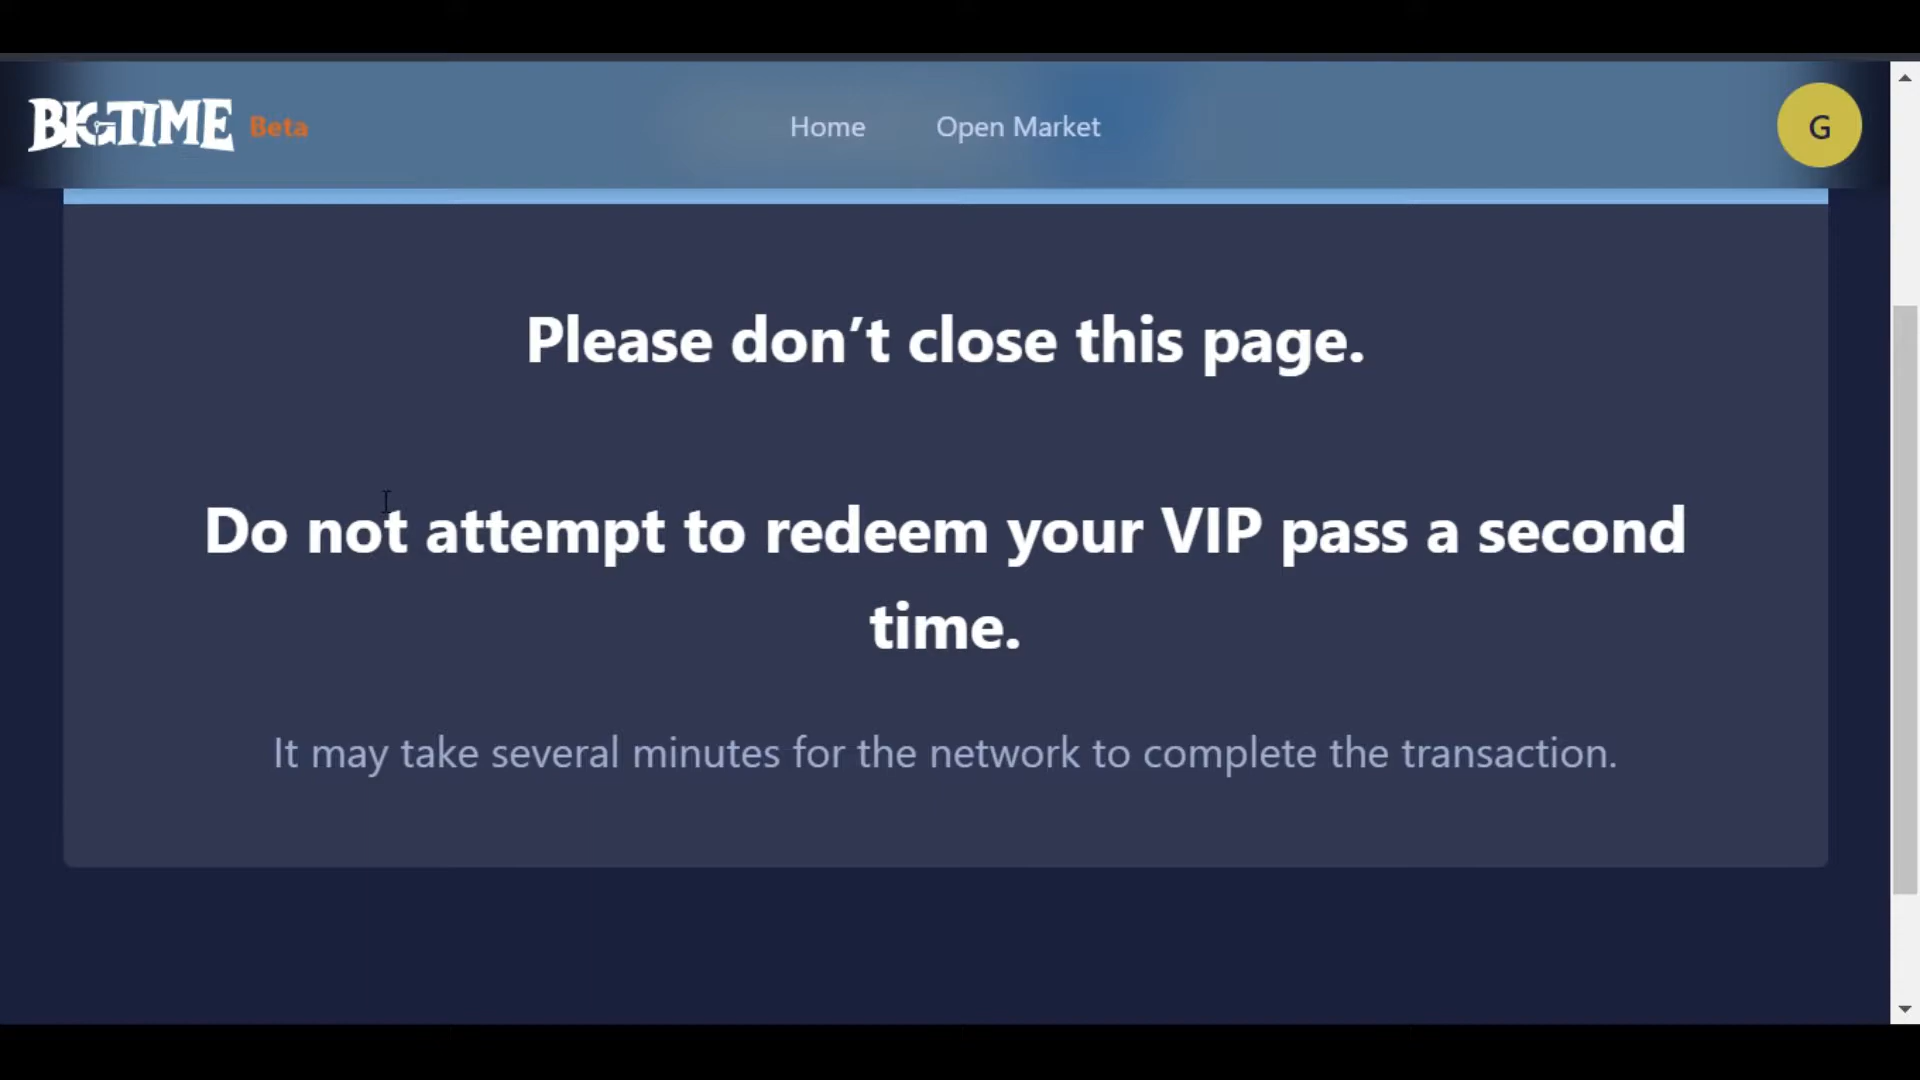 BIGTIME Beta
Home Open Market
G
Please don’t close this page.
Do not attempt to redeem your VIP pass a second
time.
It may take several minutes for the network to complete the transaction.